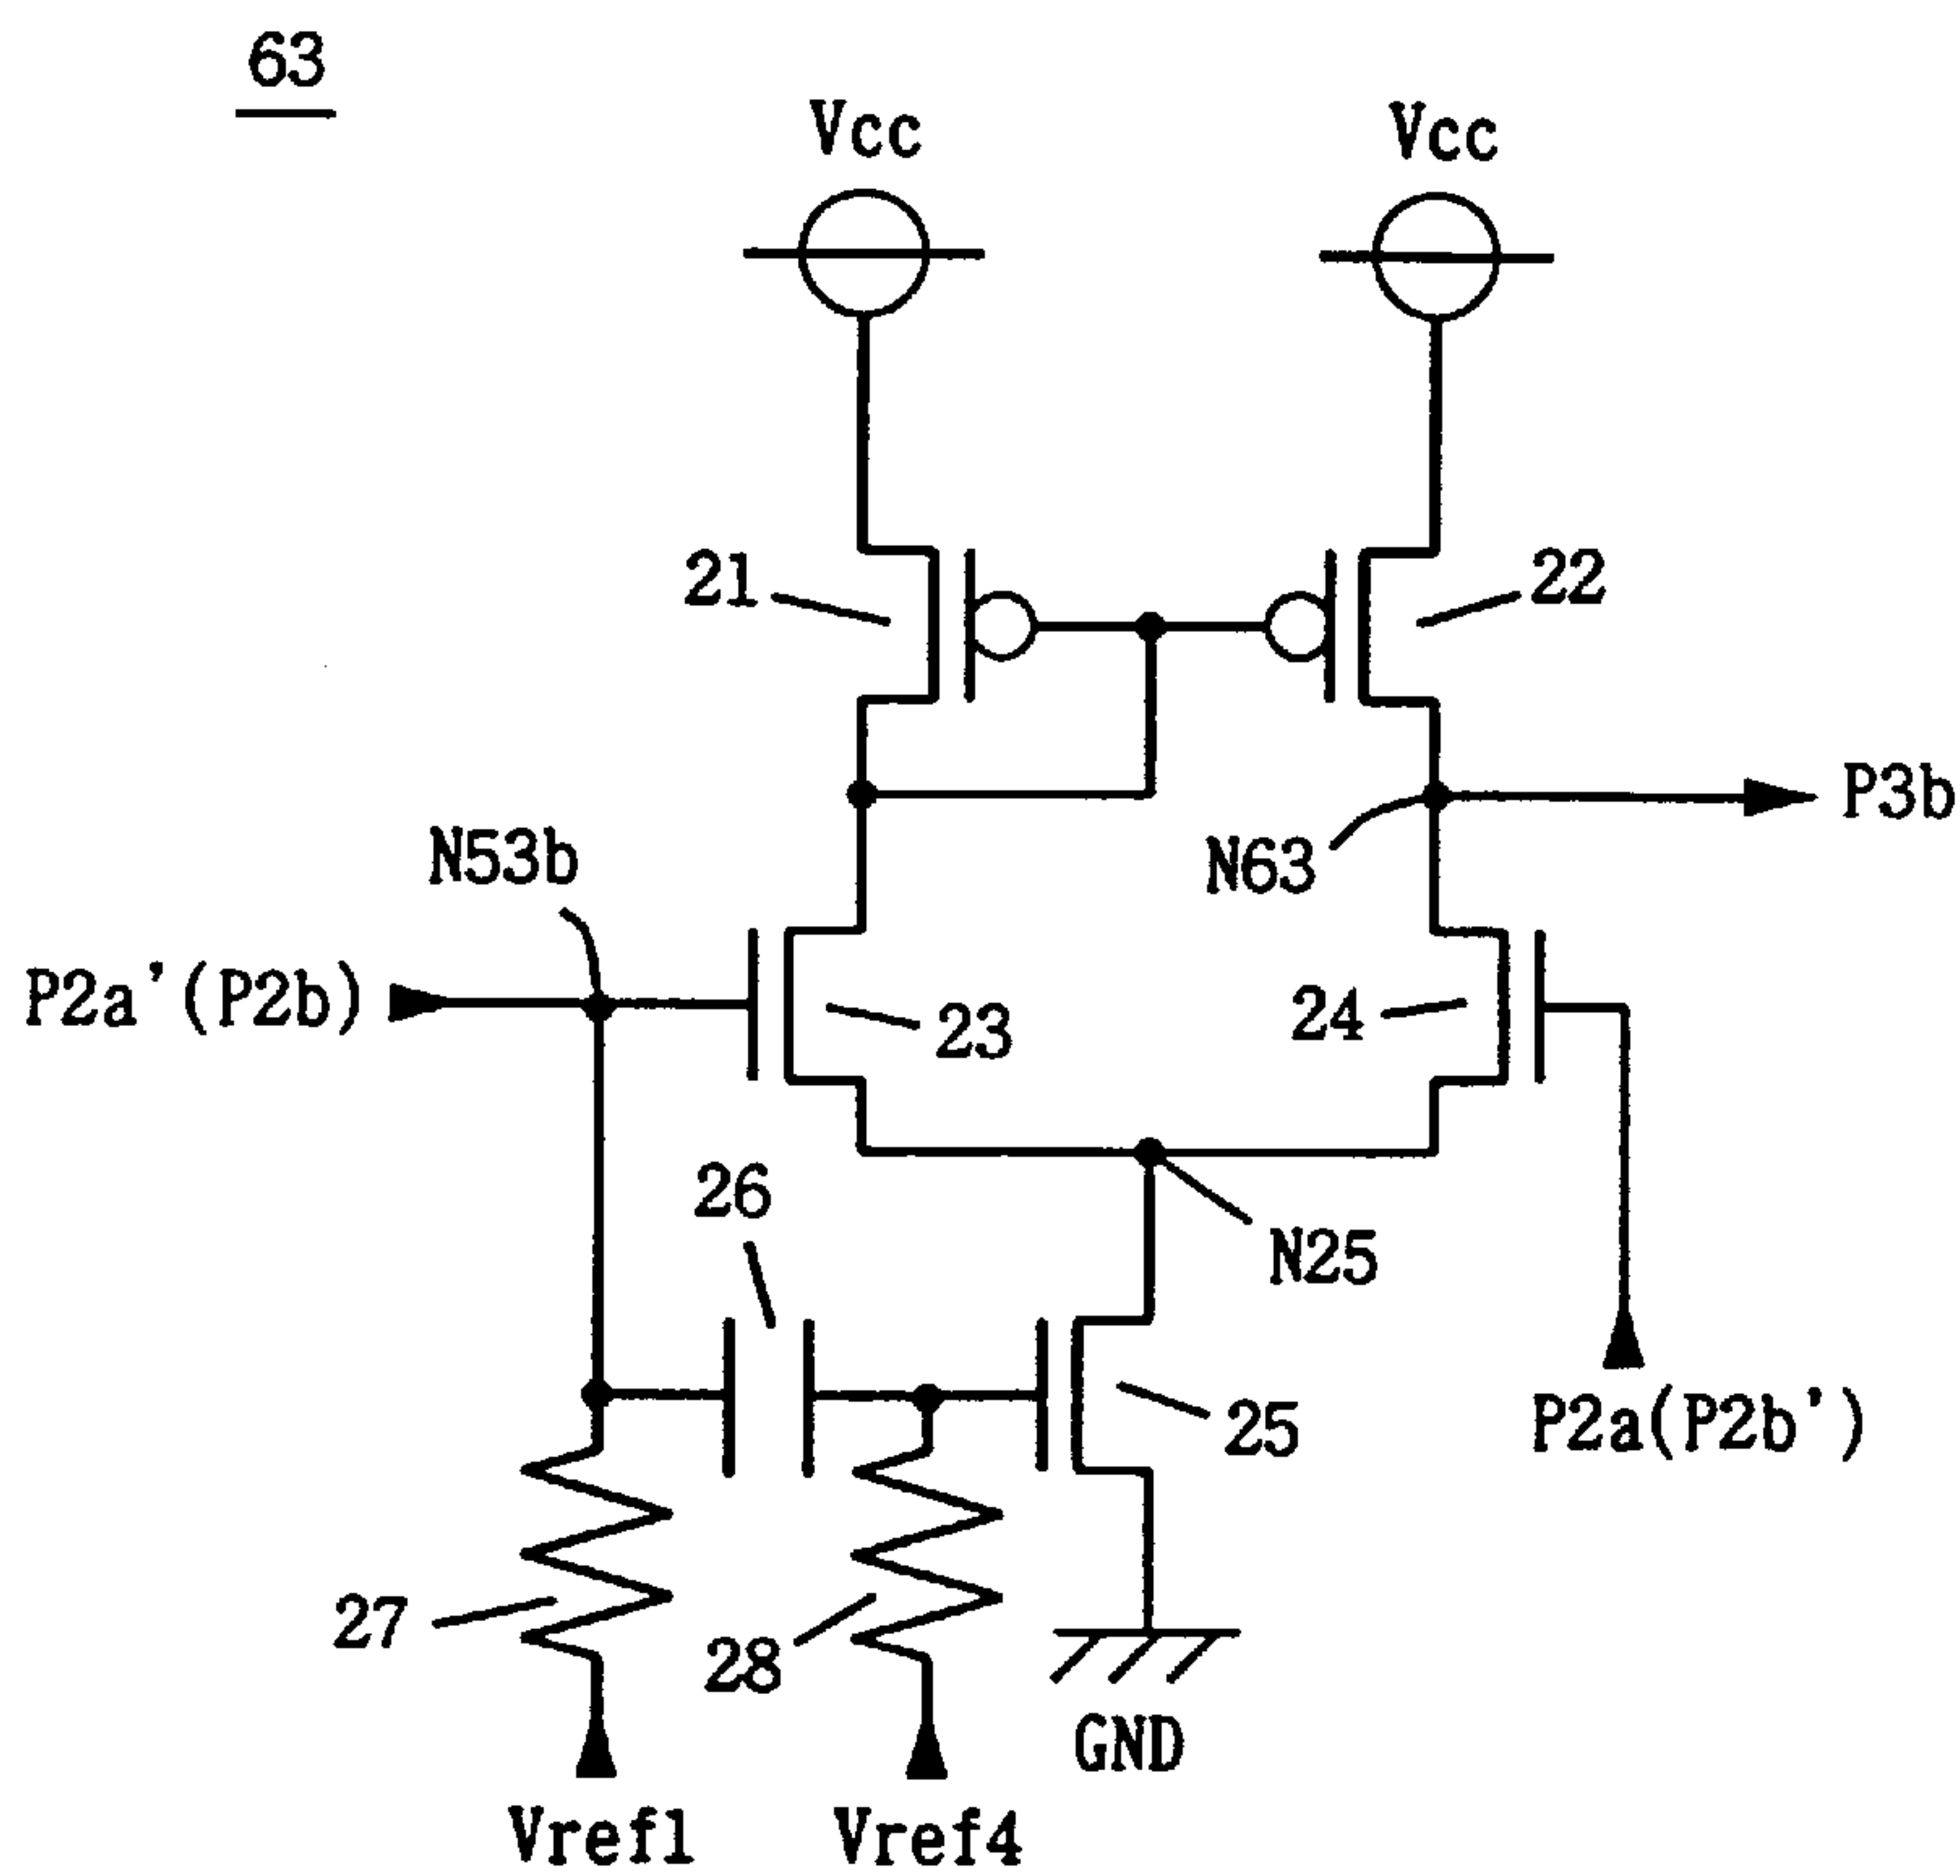 63
Vcc
Vcc
21
22
P3b
N53b
N63
P2a'(P2b)
23
24
26
N25
25
P2a(P2b')
27
28
GND
Vref1
Vref4